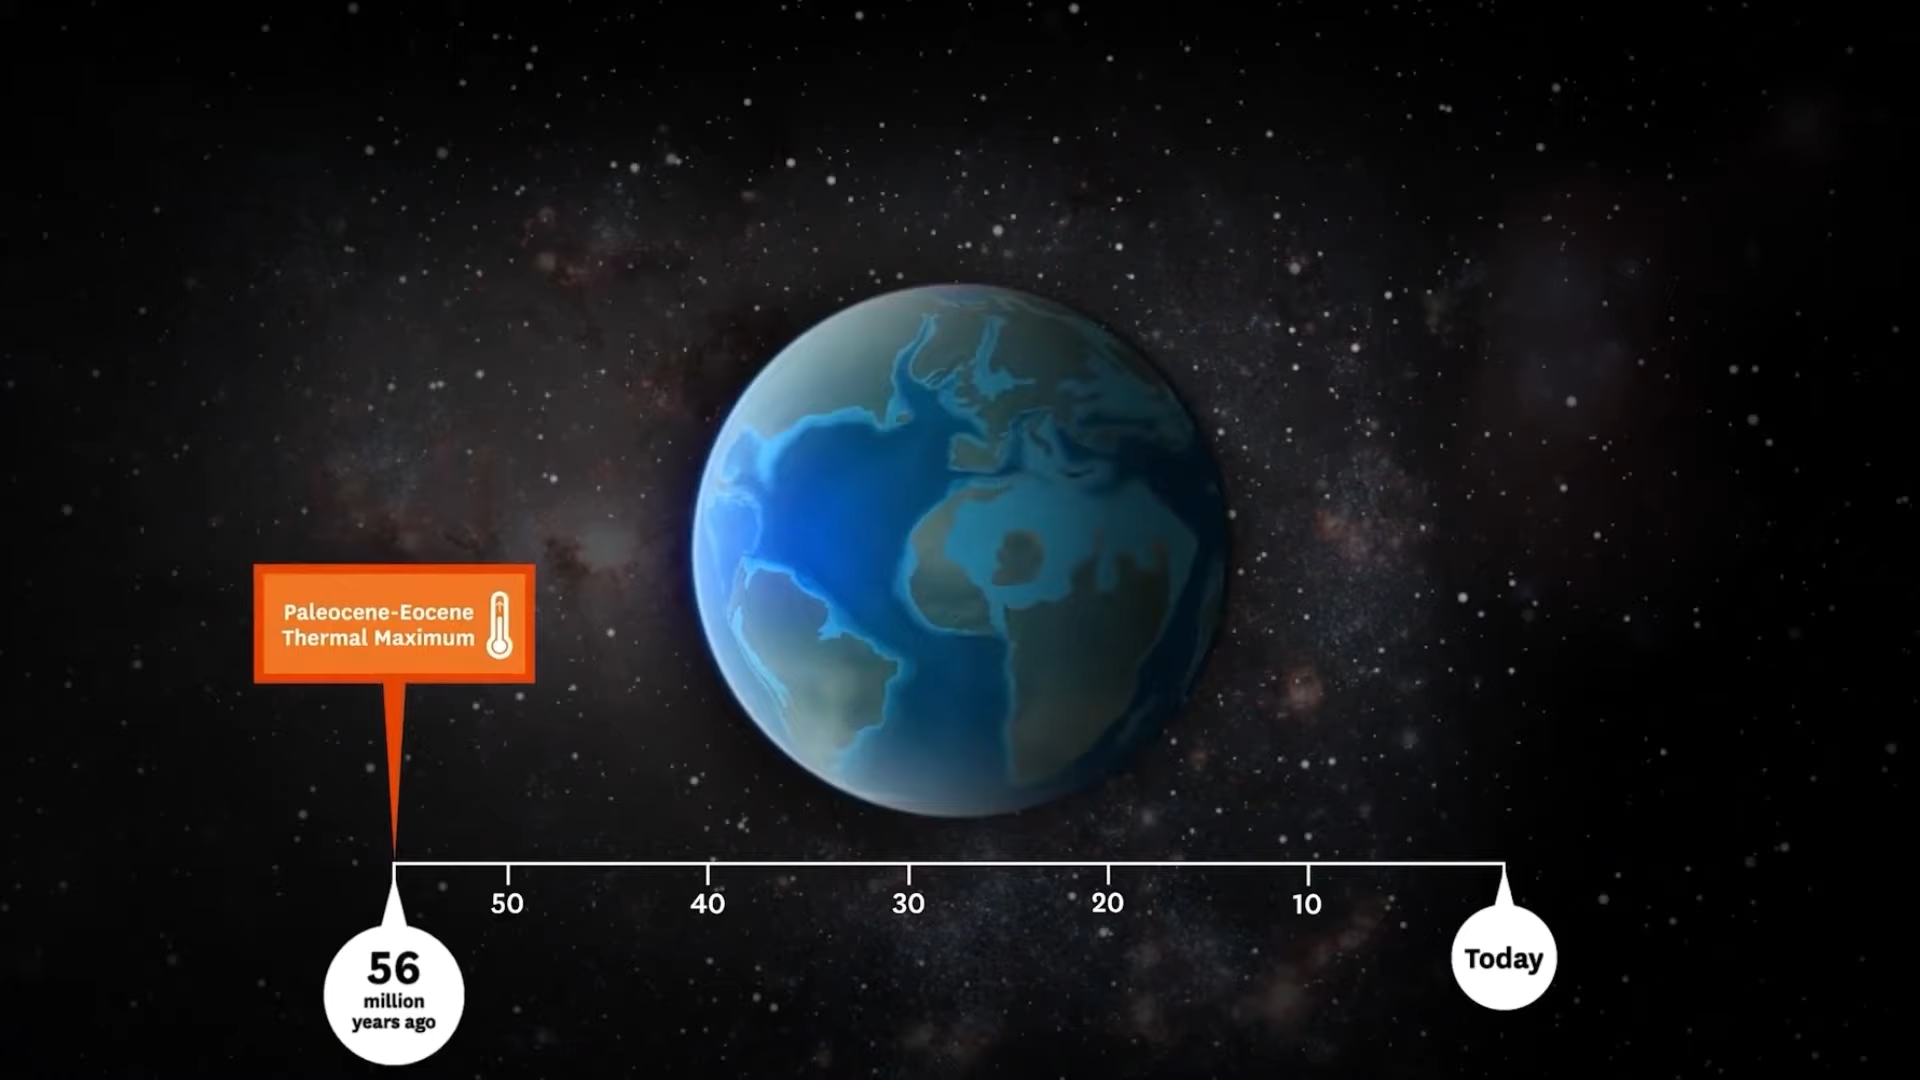 Paleocene-Eocene
Thermal Maximum
50
40
30
20
10
56
million
years ago
Today